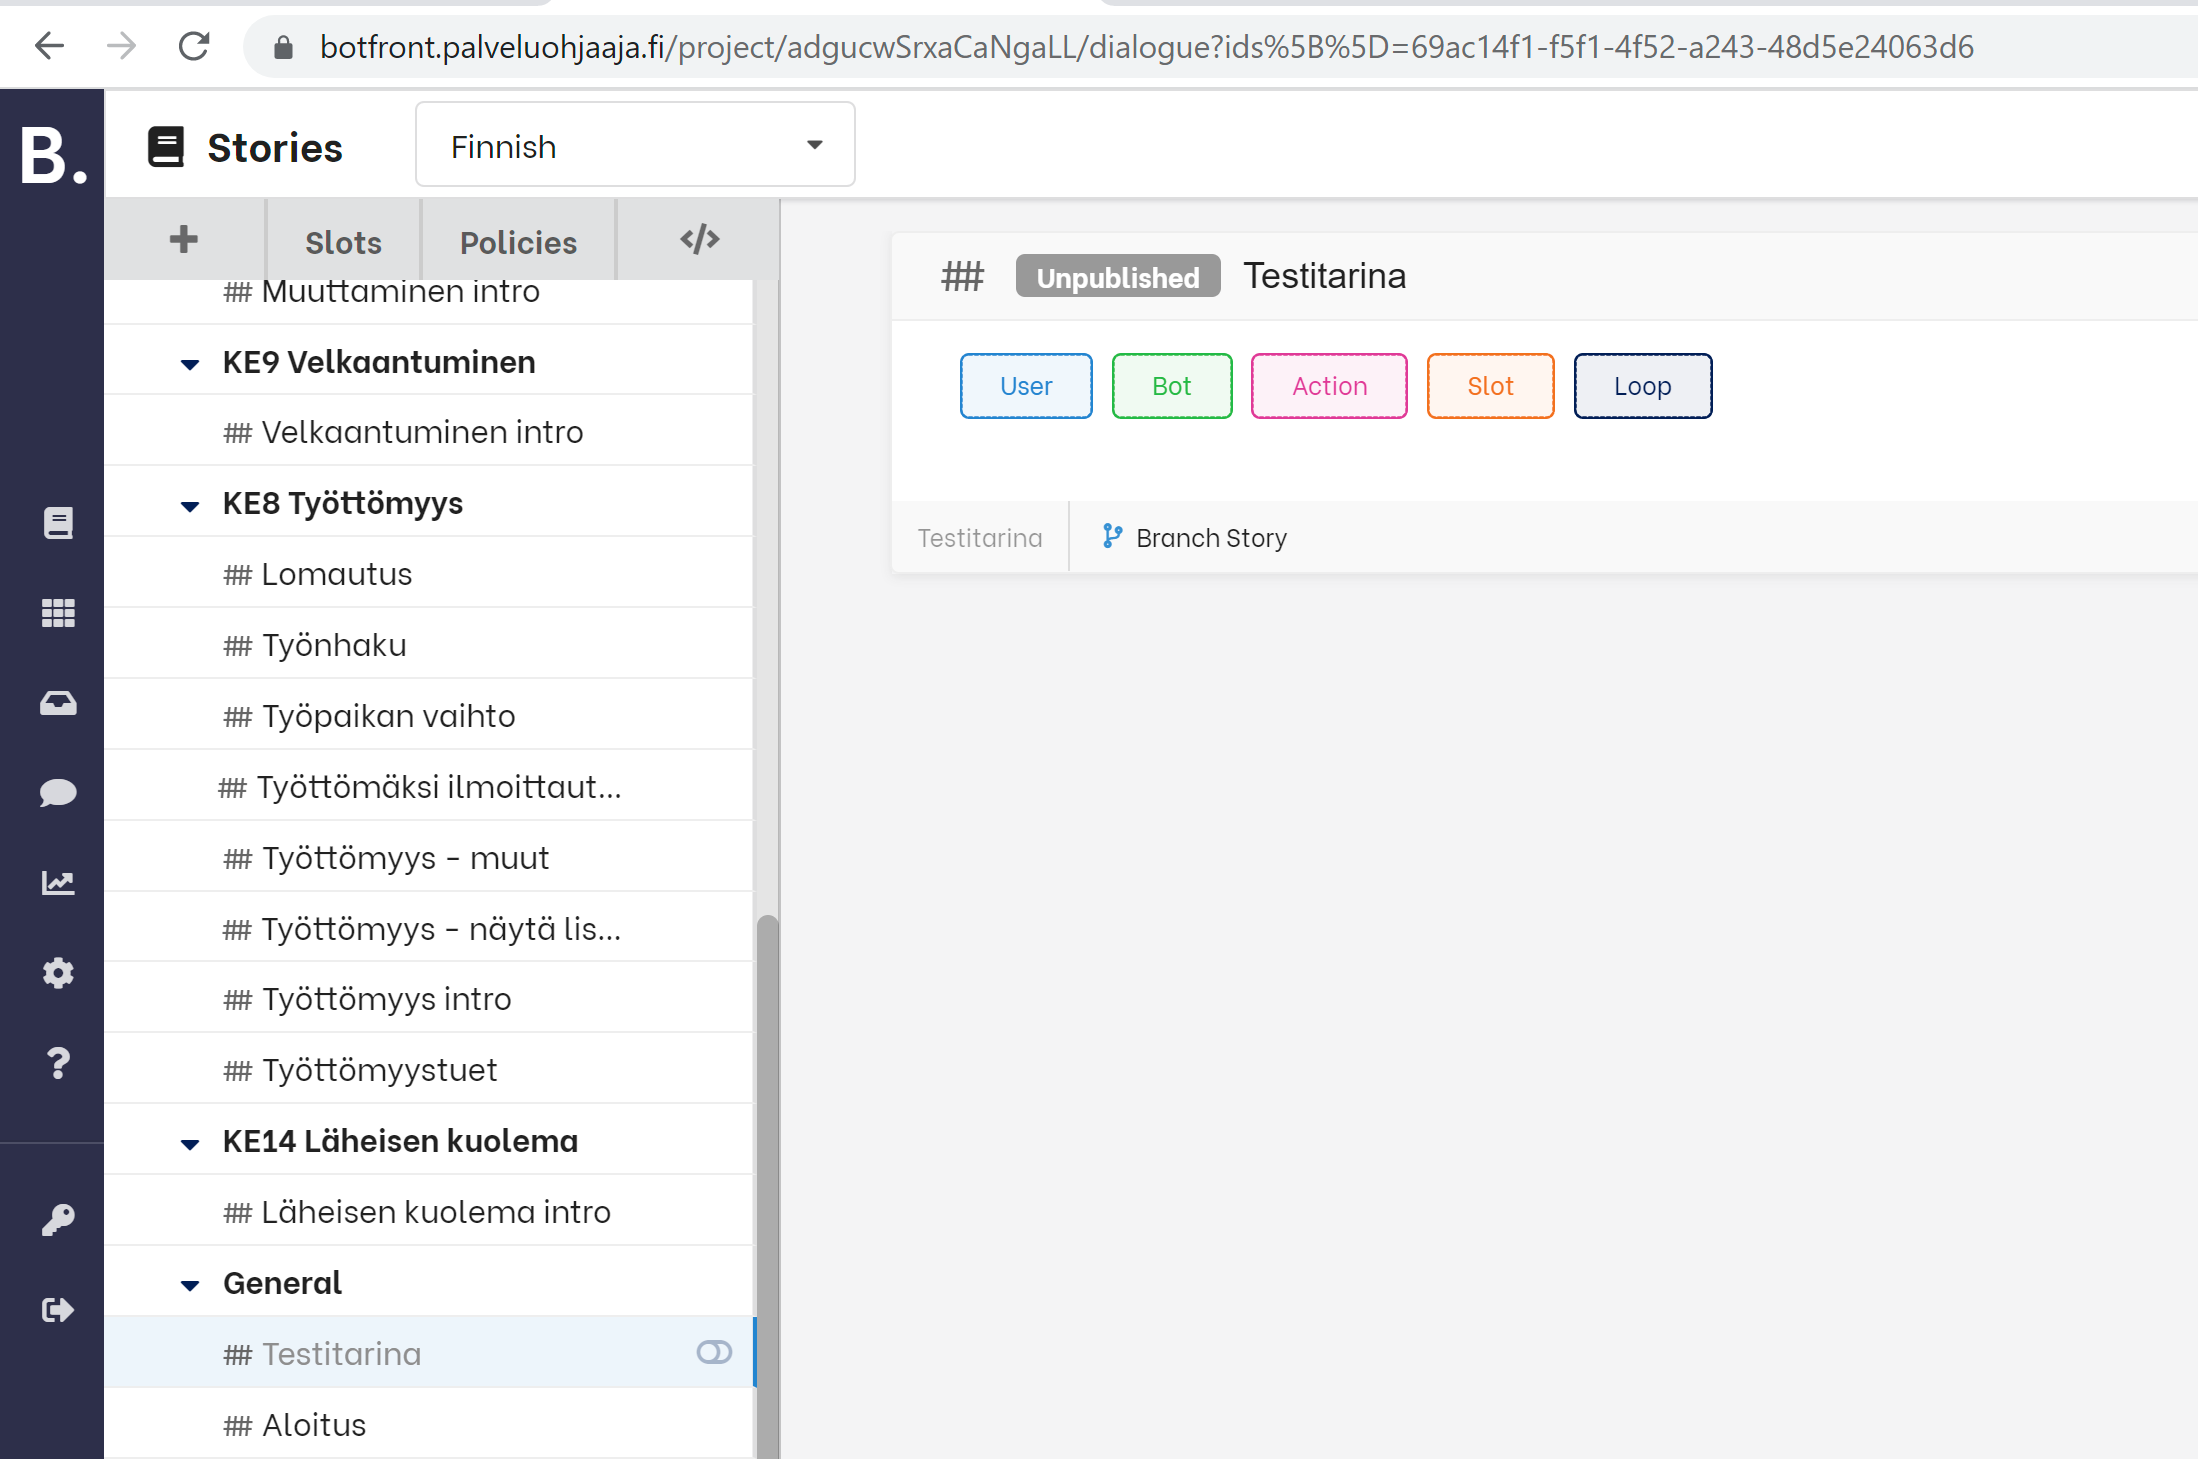 botfront.palveluohjaaja.fi/project/adgucwSrxaCaNgaLL/dialogue?ids%5B%5D=69ac14f1-f5f1-4f52-a243-48d5e24063d6
B.
Stories
Finnish
Slots
Policies
</>
## Muuttaminen intro
KE9 Velkaantuminen
## Velkaantuminen intro
KE8 Työttömyys
## Lomautus
## Työnhaku
## Työpaikan vaihto
## Työttömäksi ilmoittaut...
## Työttömyys - muut
## Työttömyys - näytä lis...
## Työttömyys intro
## Työttömyystuet
KE14 Läheisen kuolema
## Läheisen kuolema intro
General
## Testitarina
## Aloitus
## Unpublished Testitarina
User Bot Action Slot Loop
Testitarina Branch Story